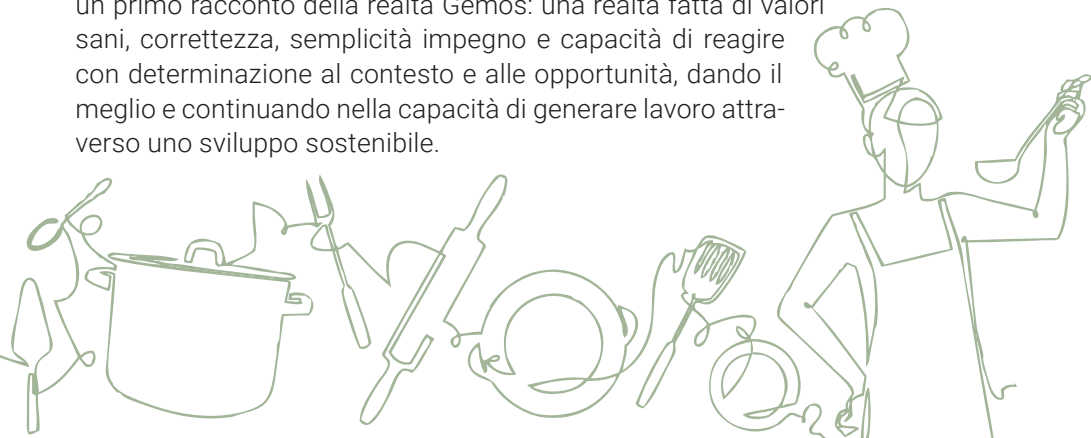 un primo racconto della realtà Gemos: una realtà fatta di valori
sani, correttezza, semplicità impegno e capacità di reagire
con determinazione al contesto e alle opportunità, dando il
meglio e continuando nella capacità di generare lavoro attra-
verso uno sviluppo sostenibile.